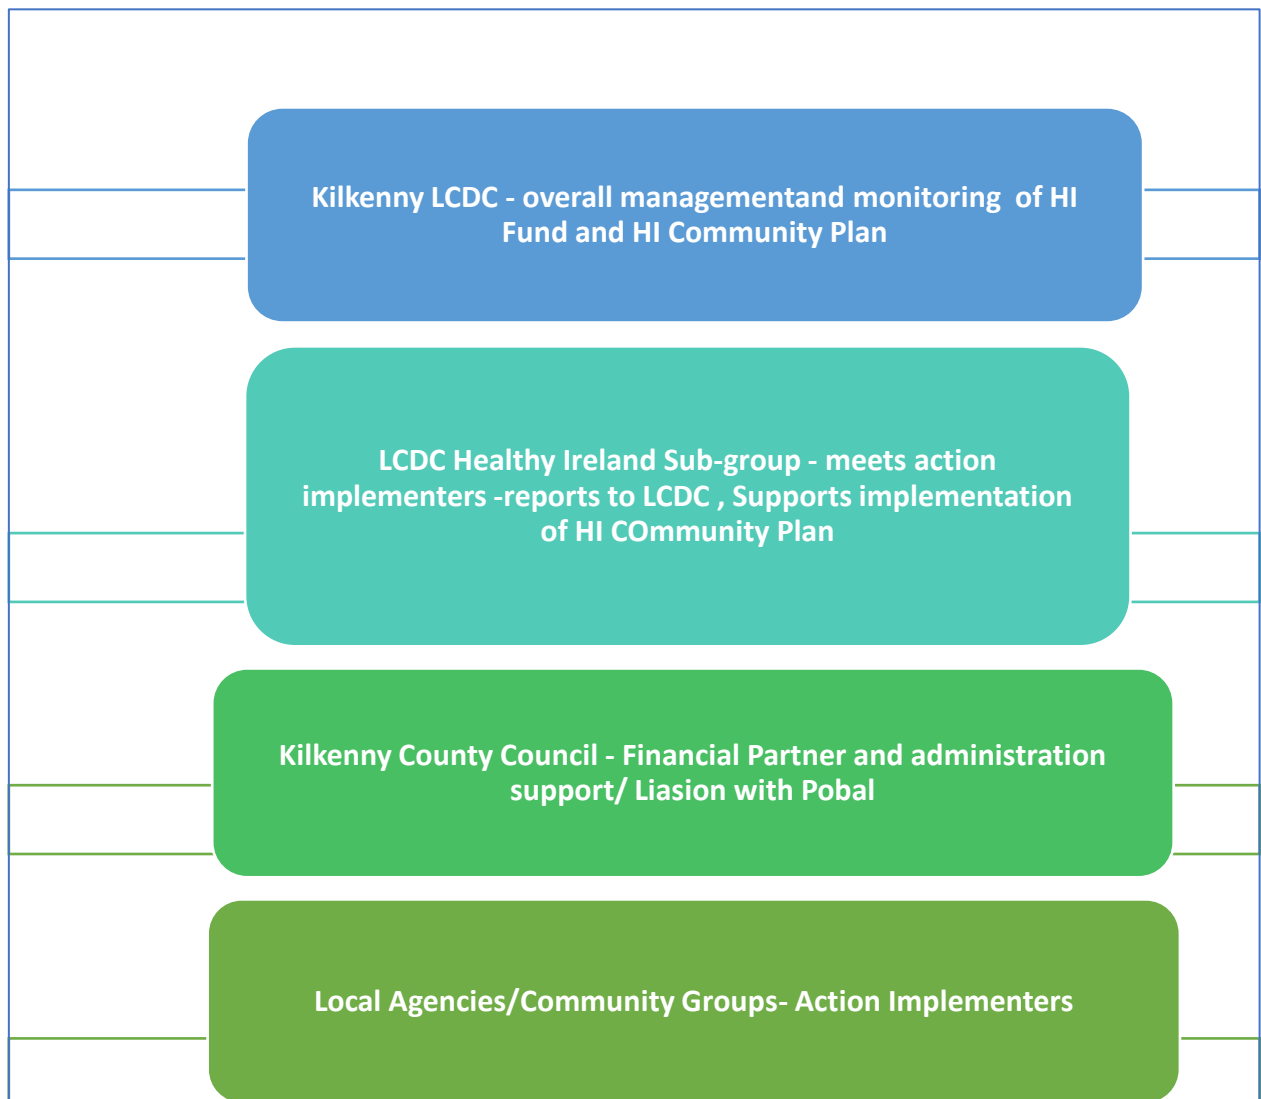 Kilkenny LCDC - overall managementand monitoring  of HI
Fund and HI Community Plan
LCDC Healthy Ireland Sub-group - meets action
implementers -reports to LCDC , Supports implementation
of HI COmmunity Plan
Kilkenny County Council - Financial Partner and administration
support/ Liasion with Pobal
Local Agencies/Community Groups- Action Implementers